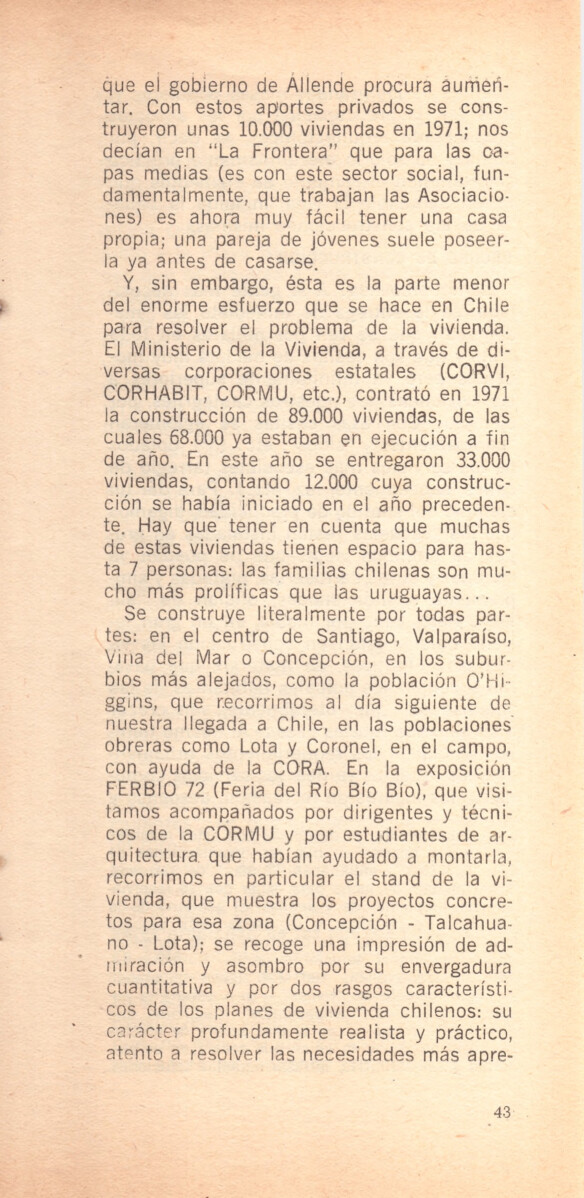 que el gobierno de Allende procura aumen-
tar. Con estos aportes privados se cons-
truyeron unas 10.000 viviendas en 1971; nos
decían en "La Frontera" que para las ca-
pas medias (es con este sector social, fun-
damentalmente, que trabajan las Asociacio-
nes) es ahora muy fácil tener una casa
propia; una pareja de jóvenes suele poseer-
la ya antes de casarse.
Y, sin embargo, ésta es la parte menor
del enorme esfuerzo que se hace en Chile
para resolver el problema de la vivienda.
El Ministerio de la Vivienda, a través de di-
versas corporaciones estatales (CORVI,
CORHABIT, CORMU, etc.), contrató en 1971
la construcción de 89.000 viviendas, de las
cuales 68.000 ya estaban en ejecución a fin
de año. En este año se entregaron 33.000
viviendas, contando 12.000 cuya construc-
ción se había iniciado en el año preceden-
te. Hay que tener en cuenta que muchas
de estas viviendas tienen espacio para has-
ta 7 personas: las familias chilenas son mu-
cho más prolíficas que las uruguayas...
Se construye literalmente por todas par-
tes: en el centro de Santiago, Valparaíso,
Vina del Mar o Concepción, en los subur-
bios más alejados, como la población O'Hi-
ggins, que recorrimos al día siguiente de
nuestra llegada a Chile, en las poblaciones
obreras como Lota y Coronel, en el campo,
con ayuda de la CORA. En la exposición
FERBIO 72 (Feria del Río Bío Bío), que visi-
tamos acompañados por dirigentes y técni-
cos de la CORMU y por estudiantes de ar-
quitectura que habían ayudado a montarla,
recorrimos en particular el stand de la vi-
vienda, que muestra los proyectos concre-
tos para esa zona (Concepción - Talcahua-
no - Lota); se recoge una impresión de ad-
miración y asombro por su envergadura
cuantitativa y por dos rasgos característi-
cos de los planes de vivienda chilenos: su
carácter profundamente realista y práctico,
atento a resolver las necesidades más apre-
43